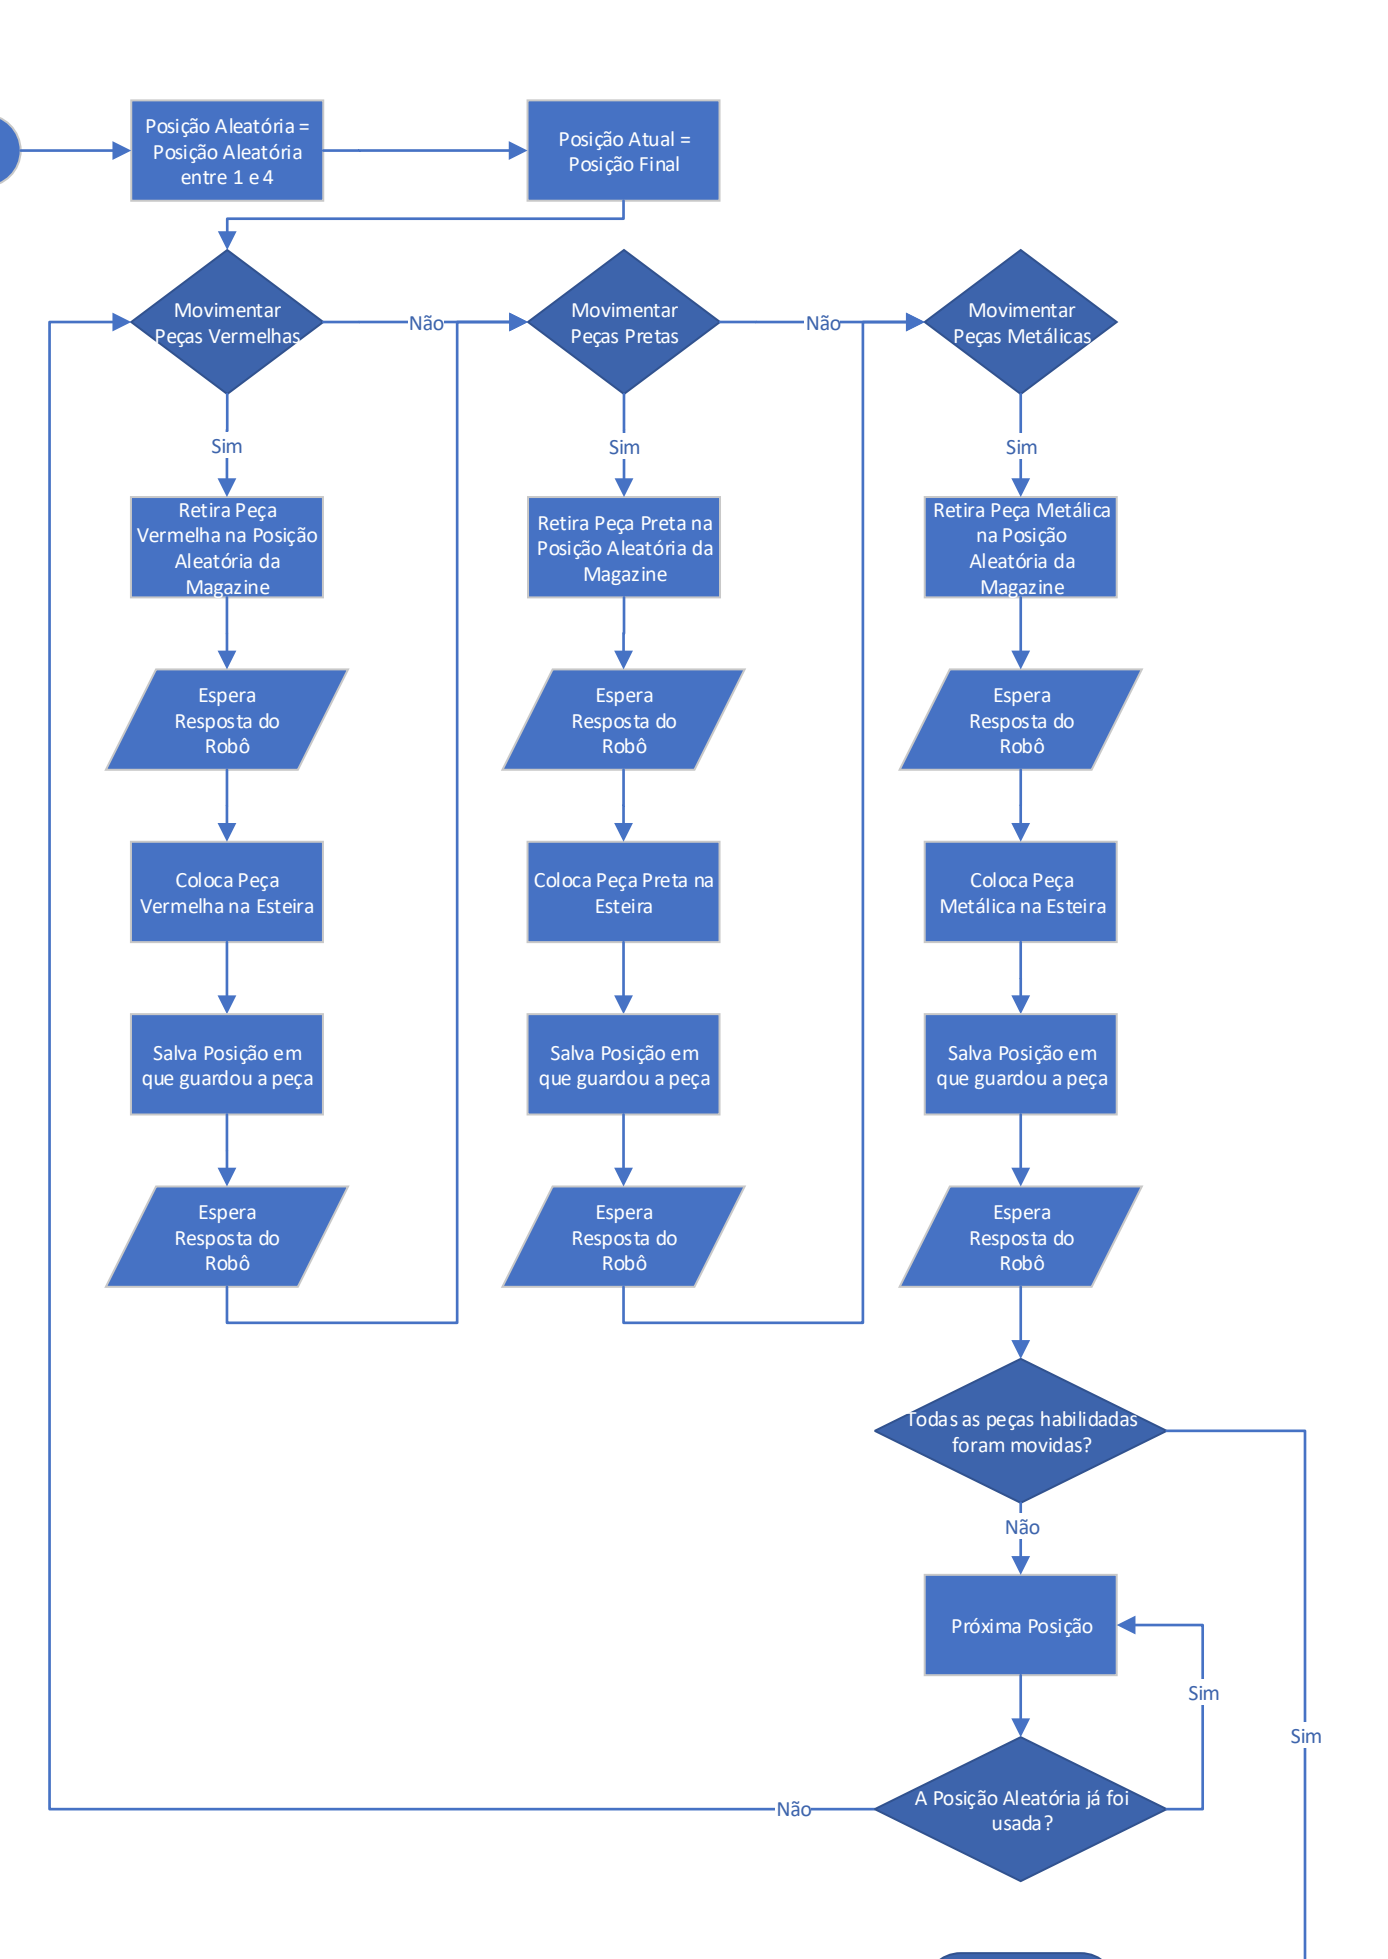 Posição Aleatória =
Posição Aleatória
entre 1 e 4
Posição Atual =
Posição Final
Movimentar
Peças Vermelhas
Não
Movimentar
Peças Pretas
Não
Movimentar
Peças Metálicas
Sim
Sim
Sim
Retira Peça
Vermelha na Posição
Aleatória da
Magazine
Retira Peça Preta na
Posição Aleatória da
Magazine
Retira Peça Metálica
na Posição
Aleatória da
Magazine
Espera
Resposta do
Robô
Espera
Resposta do
Robô
Espera
Resposta do
Robô
Coloca Peça
Vermelha na Esteira
Coloca Peça Preta na
Esteira
Coloca Peça
Metálica na Esteira
Salva Posição em
que guardou a peça
Salva Posição em
que guardou a peça
Salva Posição em
que guardou a peça
Espera
Resposta do
Robô
Espera
Resposta do
Robô
Espera
Resposta do
Robô
Todas as peças habilidadas
foram movidas?
Não
Próxima Posição
Sim
Sim
A Posição Aleatória já foi
usada?
Não